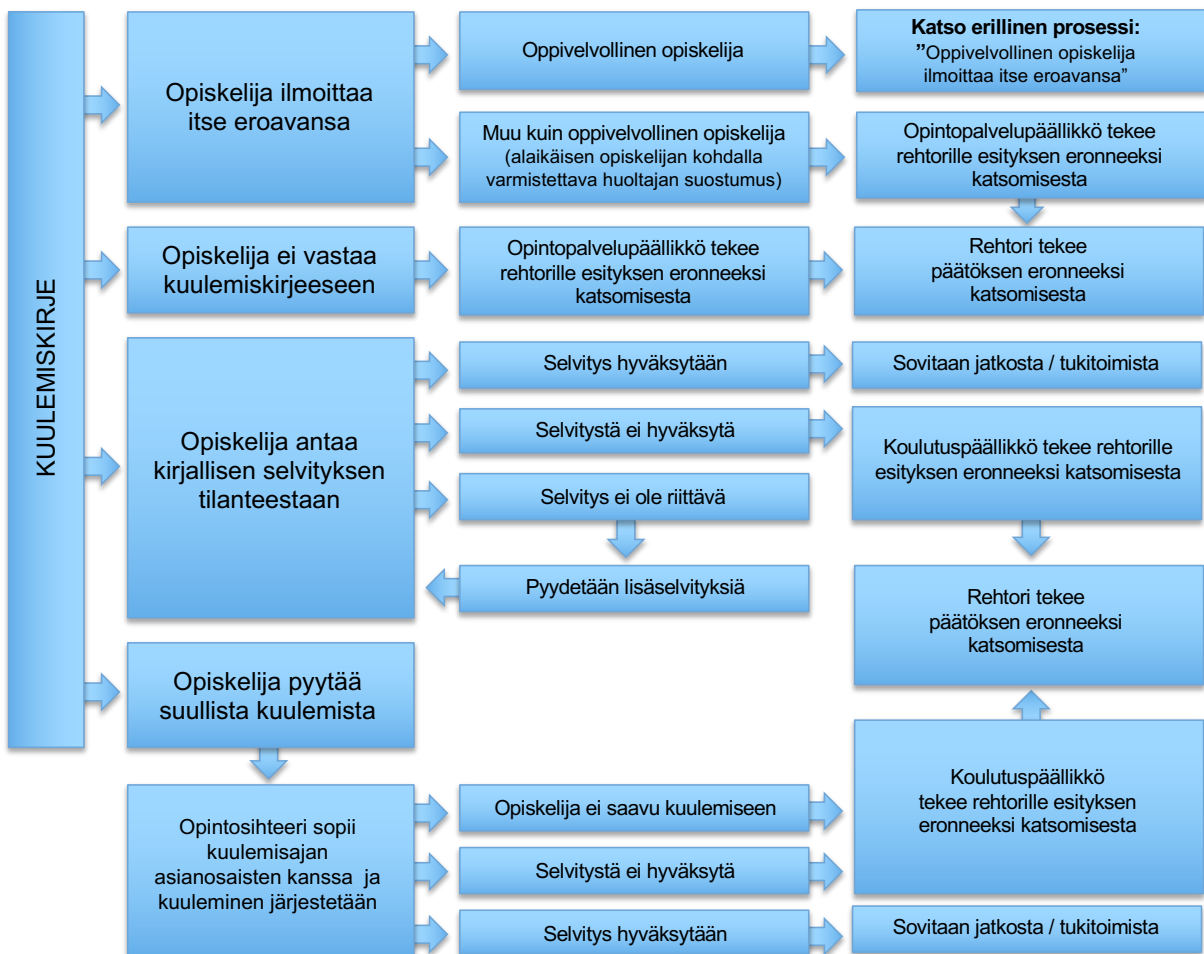 KUULEMISKIRJE
Opiskelija ilmoittaa
itse eroavansa
Oppivelvollinen opiskelija
Katso erillinen prosessi:
”Oppivelvollinen opiskelija
ilmoittaa itse eroavansa”
Muu kuin oppivelvollinen opiskelija
(alaikäisen opiskelijan kohdalla
varmistettava huoltajan suostumus)
Opintopalvelupäällikkö tekee
rehtorille esityksen eronneeksi
katsomisesta
Opiskelija ei vastaa
kuulemiskirjeeseen
Opintopalvelupäällikkö tekee
rehtorille esityksen eronneeksi
katsomisesta
Rehtori tekee
päätöksen eronneeksi
katsomisesta
Opiskelija antaa
kirjallisen selvityksen
tilanteestaan
Selvitys hyväksytään
Sovitaan jatkosta / tukitoimista
Selvitystä ei hyväksytä
Koulutuspäällikkö tekee rehtorille
esityksen eronneeksi katsomisesta
Selvitys ei ole riittävä
Pyydetään lisäselvityksiä
Rehtori tekee
päätöksen eronneeksi
katsomisesta
Opiskelija pyytää
suullista kuulemista
Opintosihteeri sopii
kuulemisajan
asianosaisten kanssa ja
kuuleminen järjestetään
Opiskelija ei saavu kuulemiseen
Koulutuspäällikkö
tekee rehtorille esityksen
eronneeksi katsomisesta
Selvitystä ei hyväksytä
Selvitys hyväksytään
Sovitaan jatkosta / tukitoimista